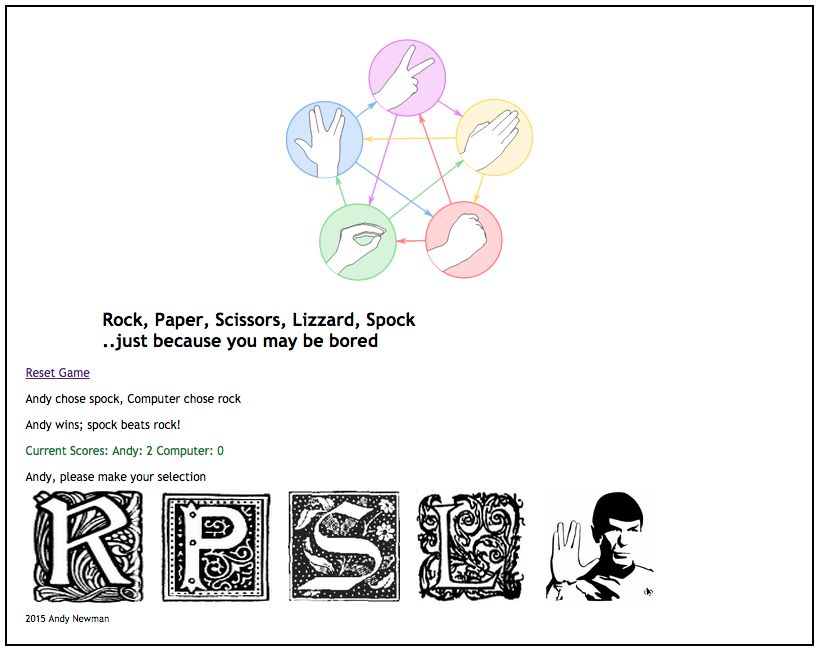 Rock, Paper, Scissors, Lizzard, Spock
..just because you may be bored
Reset Game
Andy chose spock, Computer chose rock
Andy wins; spock beats rock!
Current Scores: Andy: 2 Computer: 0
Andy, please make your selection
R P S L
2015 Andy Newman